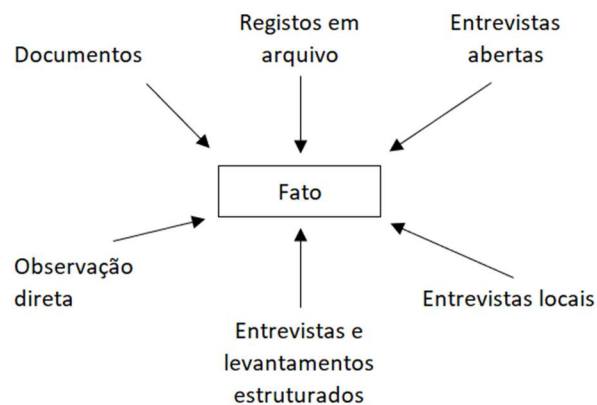 Documentos
Registos em
arquivo
Entrevistas
abertas
Fato
Observação
direta
Entrevistas e
levantamentos
estruturados
Entrevistas locais